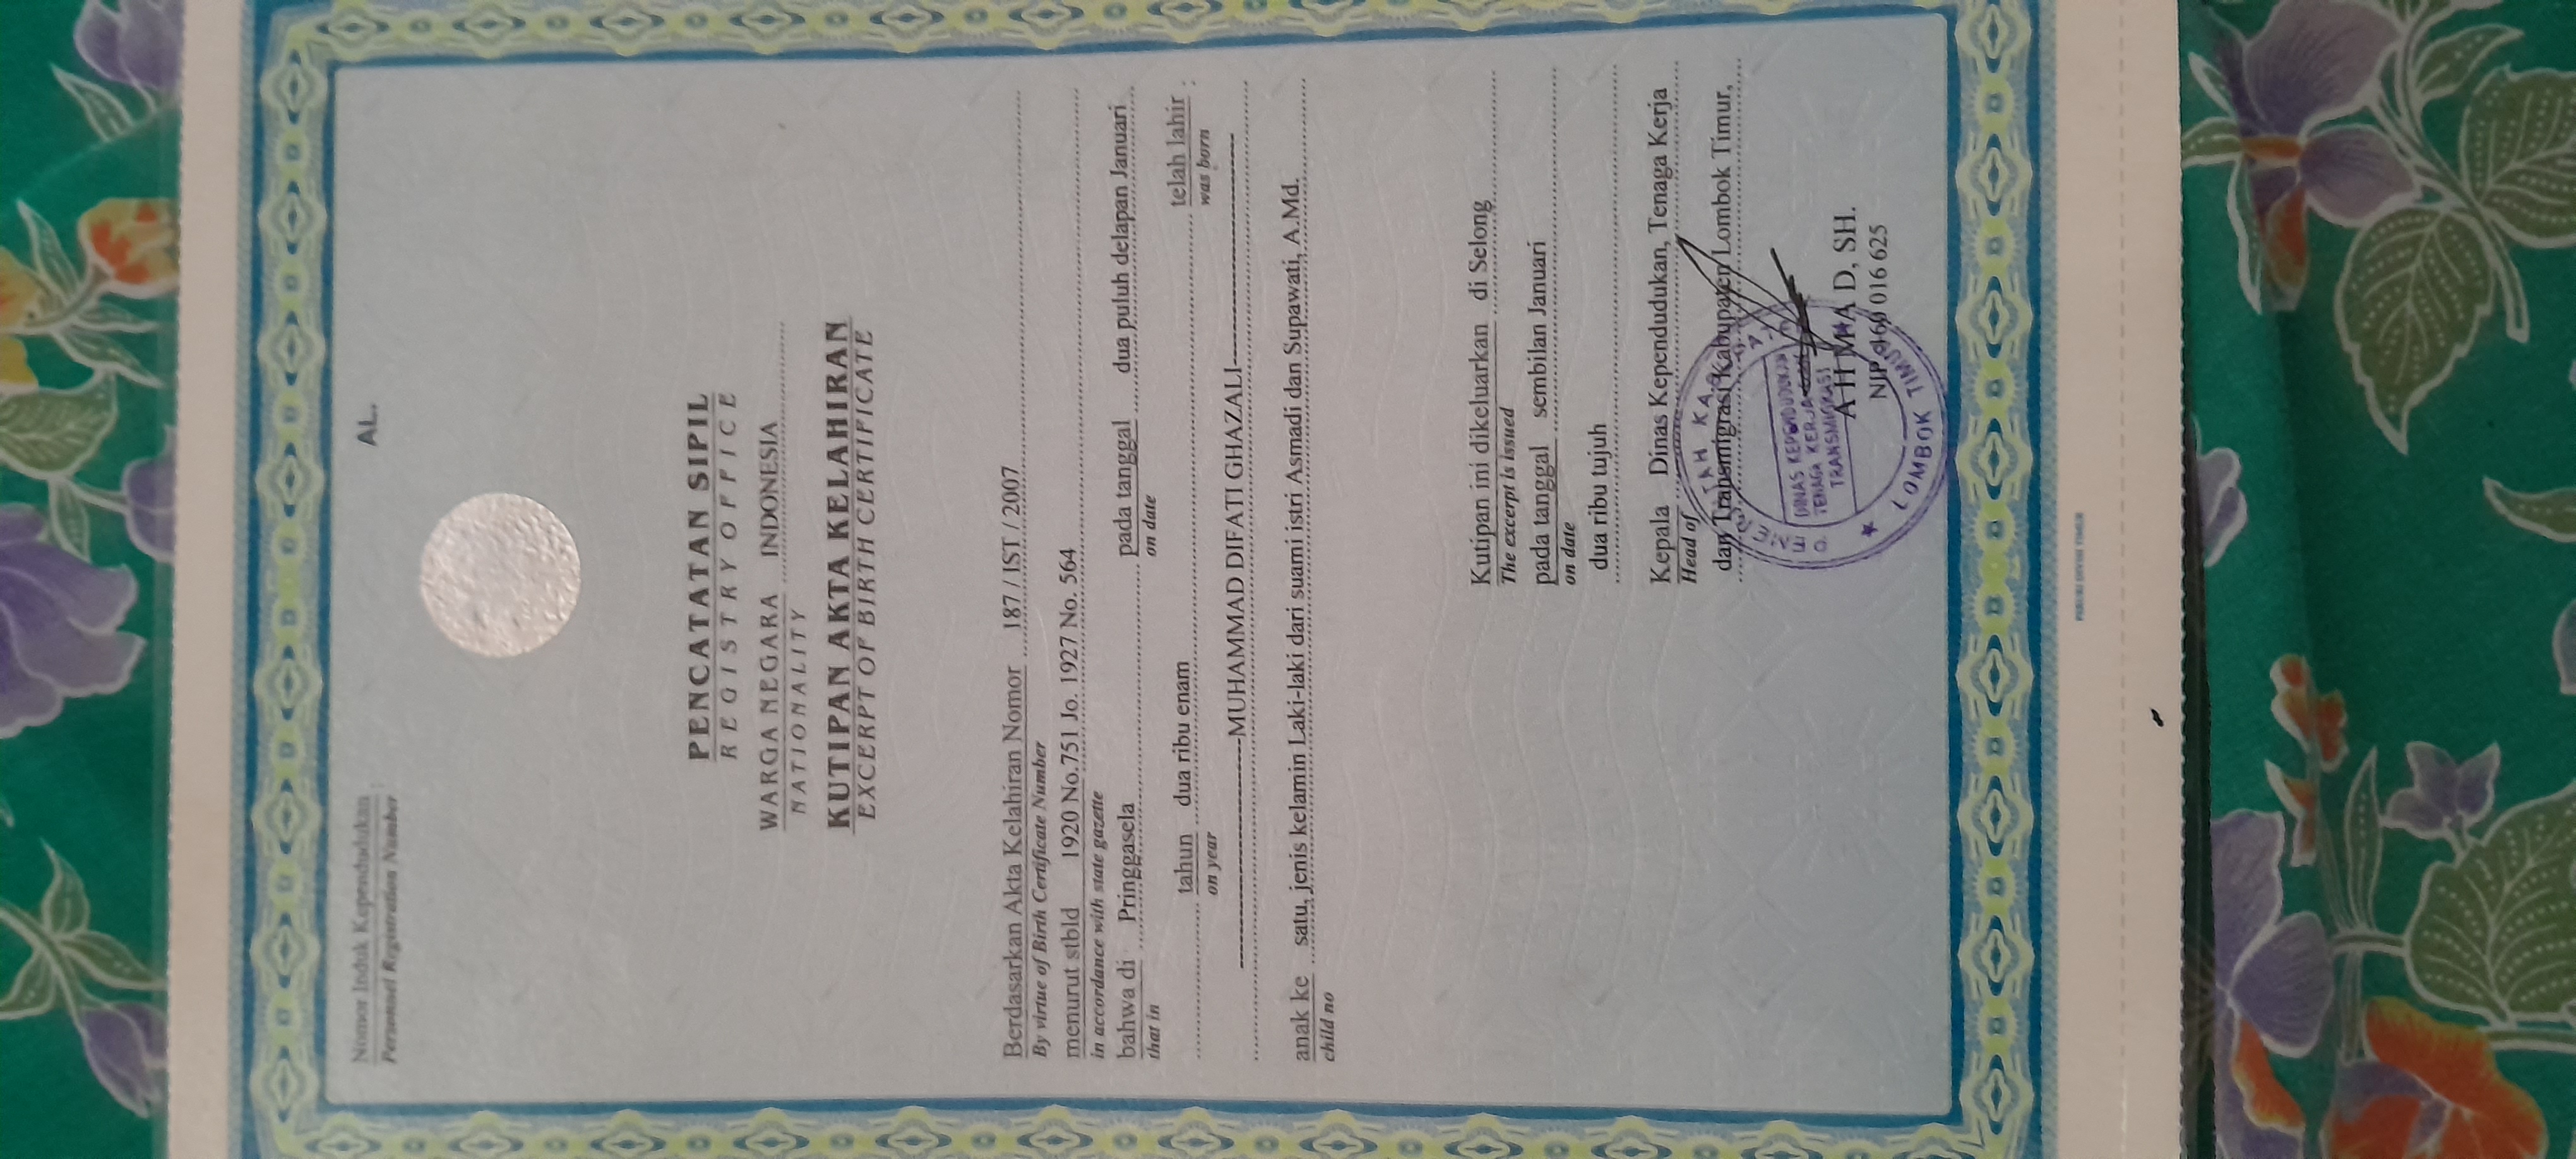 Nomor Induk Kependudukan
Personnel Registration Number
AL.
PENCATATAN SIPIL
REGISTRY OFFICE
WARGA NEGARA INDONESIA
NATIONALITY
KUTIPAN AKTA KELAHIRAN
EXCERPT OF BIRTH CERTIFICATE
Berdasarkan Akta Kelahiran Nomor 187 / IST / 2007
By virtue of Birth Certificate Number
menurut stbld 1920 No.751 Jo. 1927 No. 564
in accordance with state gazette
bahwa di Pringgasela pada tanggal dua puluh delapan Januari
that in on date
tahun dua ribu enam telah lahir :
on year was born
MUHAMMAD DIFATI GHAZALI
anak ke satu, jenis kelamin Laki-laki dari suami istri Asmadi dan Supawati, A.Md.
child no
Kutipan ini dikeluarkan di Selong
The excerpt is issued
pada tanggal sembilan Januari
on date
dua ribu tujuh
Kepala Dinas Kependudukan, Tenaga Kerja
Head of
dan Transmigrasi Kabupaten Lombok Timur,
DINAS KEPENDUDUKAN
TENAGA KERJA
TRANSMIGRASI
LOMBOK TIMUR
AHMAD, SH.
NIP. 160 016 625